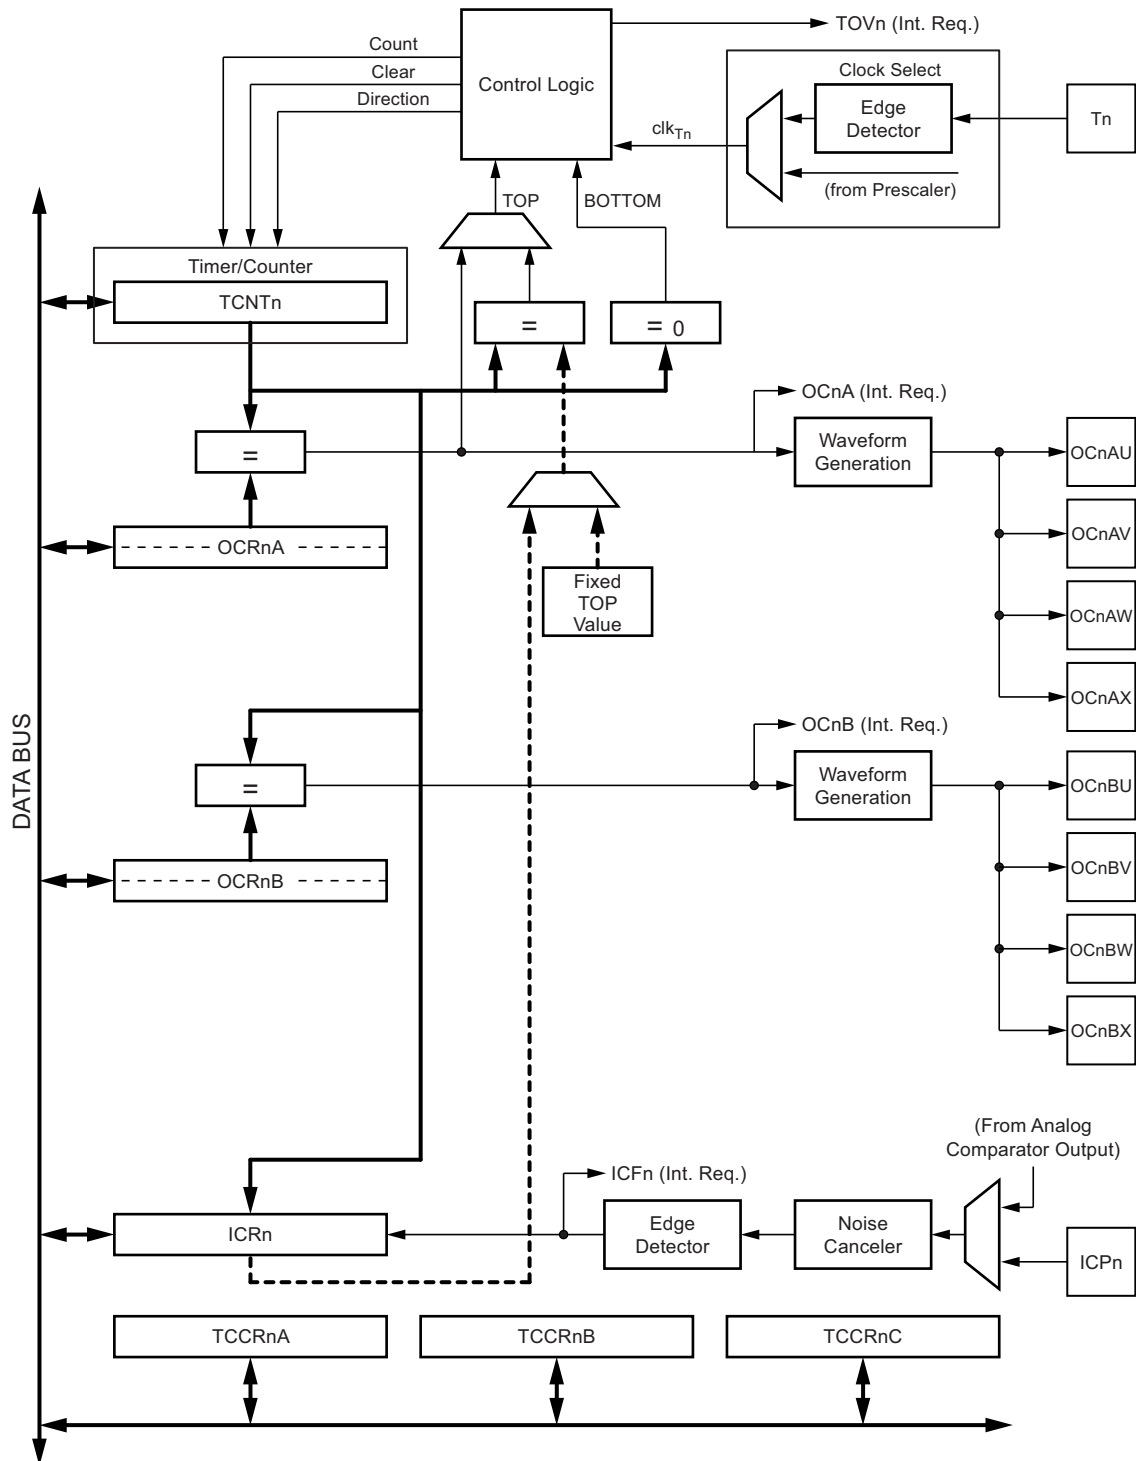 TOVn (Int. Req.)
Count
Clear
Direction
Control Logic
Clock Select
Edge
Detector
Tn
clkTn
(from Prescaler)
TOP
BOTTOM
Timer/Counter
TCNTn
=
= 0
OCnA (Int. Req.)
=
Waveform
Generation
OCnAU
OCRnA
OCnAV
Fixed
TOP
Value
OCnAW
OCnAX
DATA BUS
OCnB (Int. Req.)
=
Waveform
Generation
OCnBU
OCRnB
OCnBV
OCnBW
OCnBX
(From Analog
Comparator Output)
ICFn (Int. Req.)
ICRn
Edge
Detector
Noise
Canceler
ICPn
TCCRnA
TCCRnB
TCCRnC